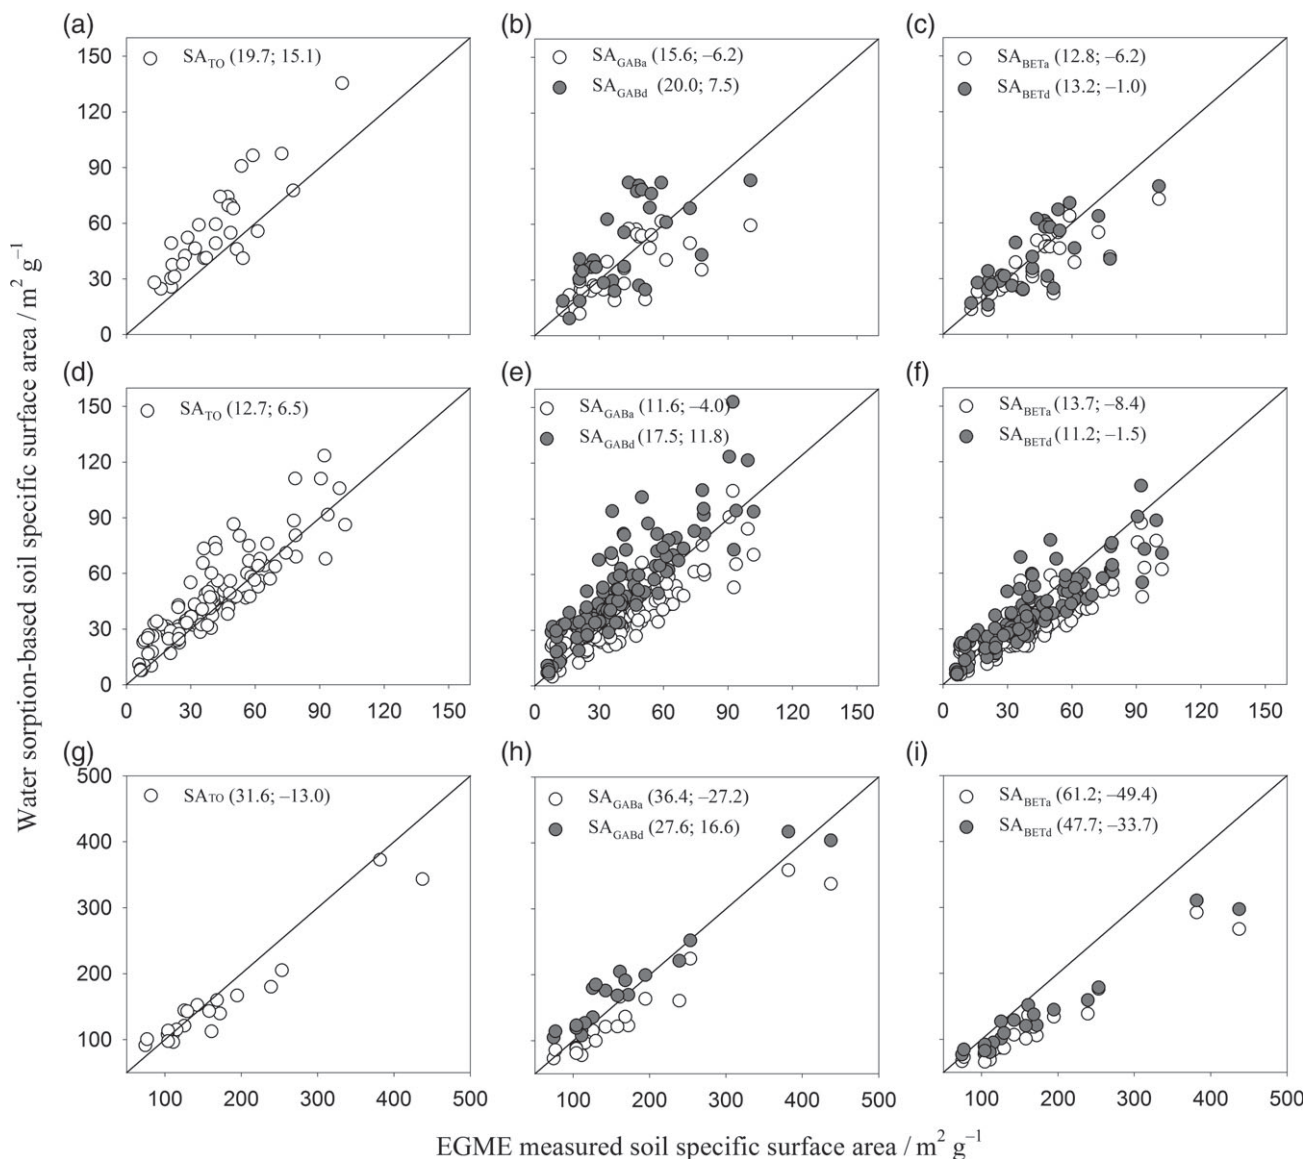 (a)
SA_TO (19.7; 15.1)
(b)
SA_GABa (15.6; –6.2)
SA_GABd (20.0; 7.5)
(c)
SA_BETa (12.8; –6.2)
SA_BETd (13.2; –1.0)
150
120
90
60
30
0
(d)
SA_TO (12.7; 6.5)
(e)
SA_GABa (11.6; –4.0)
SA_GABd (17.5; 11.8)
(f)
SA_BETa (13.7; –8.4)
SA_BETd (11.2; –1.5)
150
120
90
60
30
0
0 30 60 90 120 150
0 30 60 90 120 150
0 30 60 90 120 150
(g)
SA_TO (31.6; –13.0)
(h)
SA_GABa (36.4; –27.2)
SA_GABd (27.6; 16.6)
(i)
SA_BETa (61.2; –49.4)
SA_BETd (47.7; –33.7)
500
400
300
200
100
100 200 300 400 500
100 200 300 400 500
100 200 300 400 500
Water sorption-based soil specific surface area / m² g⁻¹
EGME measured soil specific surface area / m² g⁻¹